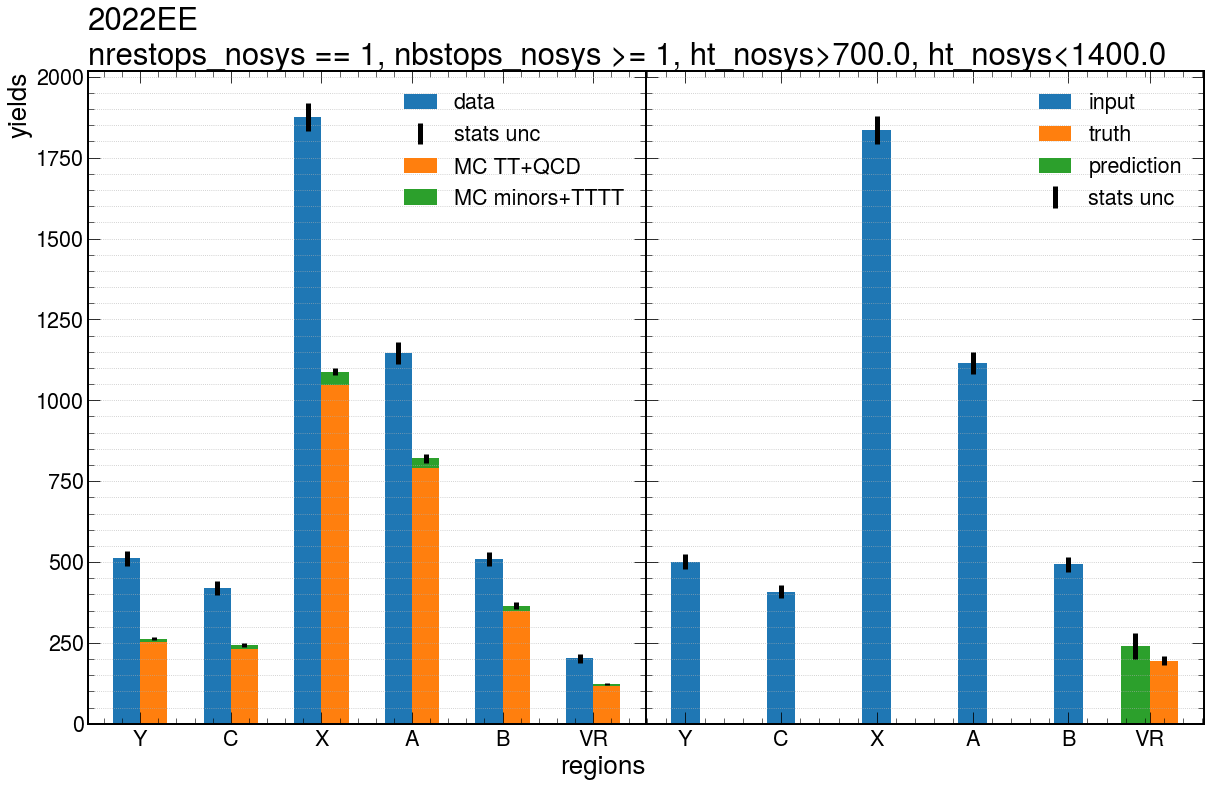 2022EE
nrestops_nosys == 1, nbstops_nosys >= 1, ht_nosys>700.0, ht_nosys<1400.0
yields
2000
1750
1500
1250
1000
750
500
250
0
data
stats unc
MC TT+QCD
MC minors+TTTT
input
truth
prediction
stats unc
Y C X A B VR
Y C X A B VR
regions